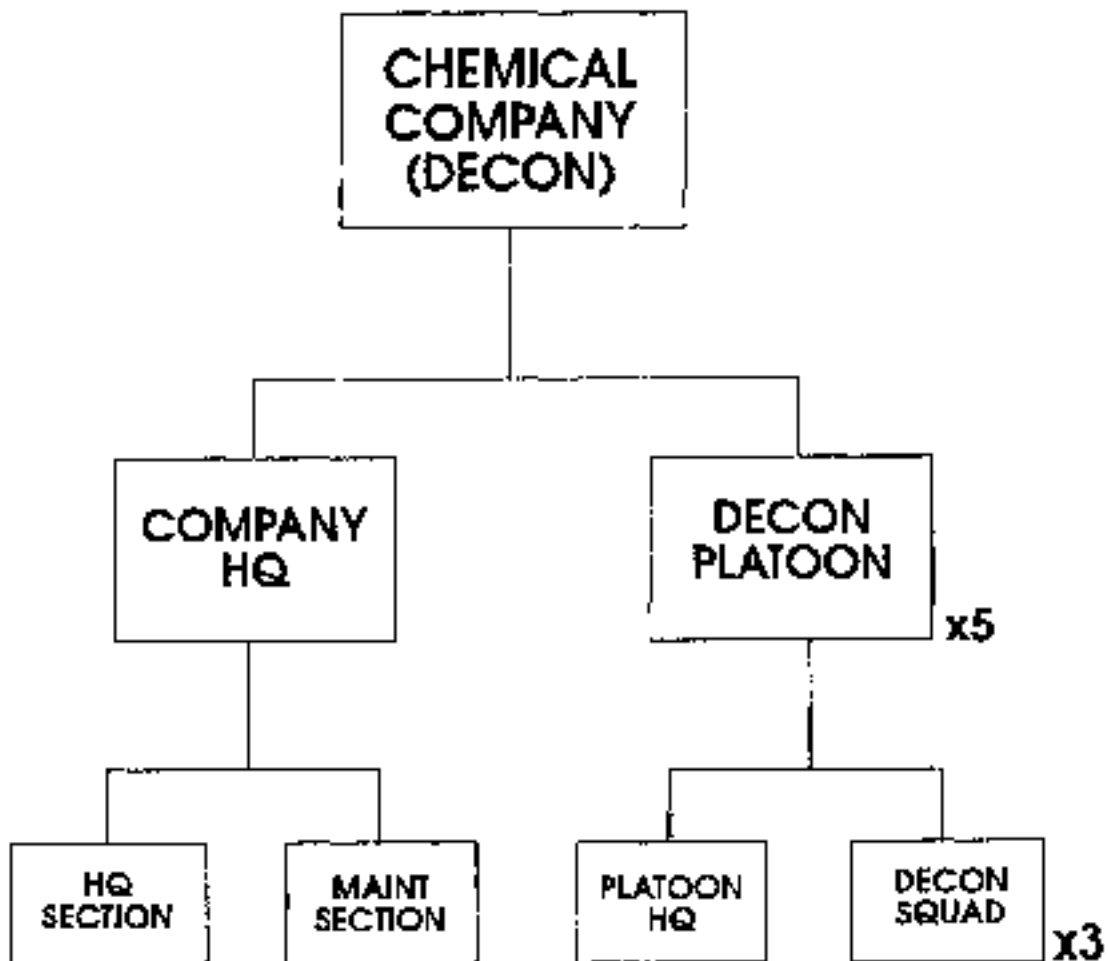 CHEMICAL
COMPANY
(DECON)
COMPANY
HQ
DECON
PLATOON
x5
HQ
SECTION
MAINT
SECTION
PLATOON
HQ
DECON
SQUAD
x3